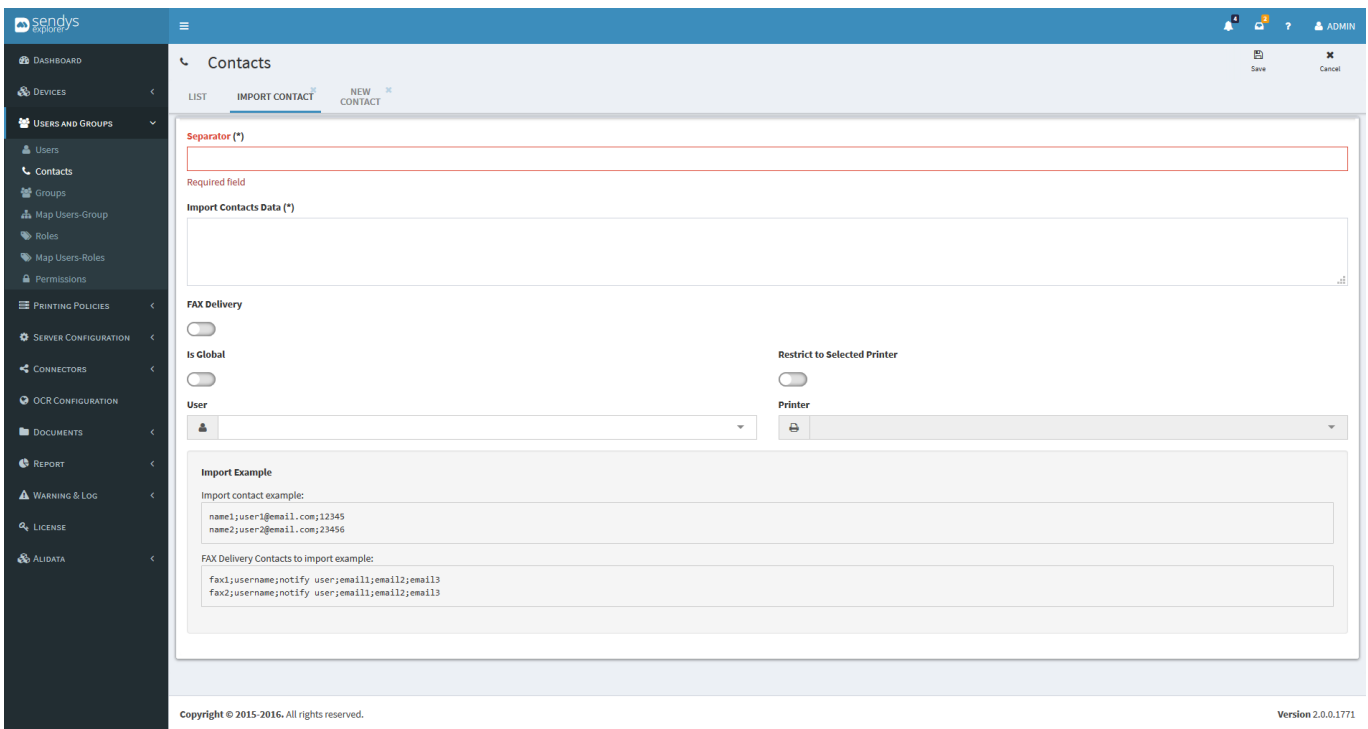 sendys
explorer
4
2
?
ADMIN
DASHBOARD
DEVICES
USERS AND GROUPS
Users
Contacts
Groups
Map Users-Group
Roles
Map Users-Roles
Permissions
PRINTING POLICIES
SERVER CONFIGURATION
CONNECTORS
OCR CONFIGURATION
DOCUMENTS
REPORT
WARNING & LOG
LICENSE
ALIDATA
Contacts
Save
Cancel
LIST
IMPORT CONTACT
NEW
CONTACT
Separator (*)
Required field
Import Contacts Data (*)
FAX Delivery
Is Global
Restrict to Selected Printer
User
Printer
Import Example
Import contact example:
name1;user1@email.com;12345
name2;user2@email.com;23456
FAX Delivery Contacts to import example:
fax1;username;notify user;email1;email2;email3
fax2;username;notify user;email1;email2;email3
Copyright © 2015-2016. All rights reserved.
Version 2.0.0.1771